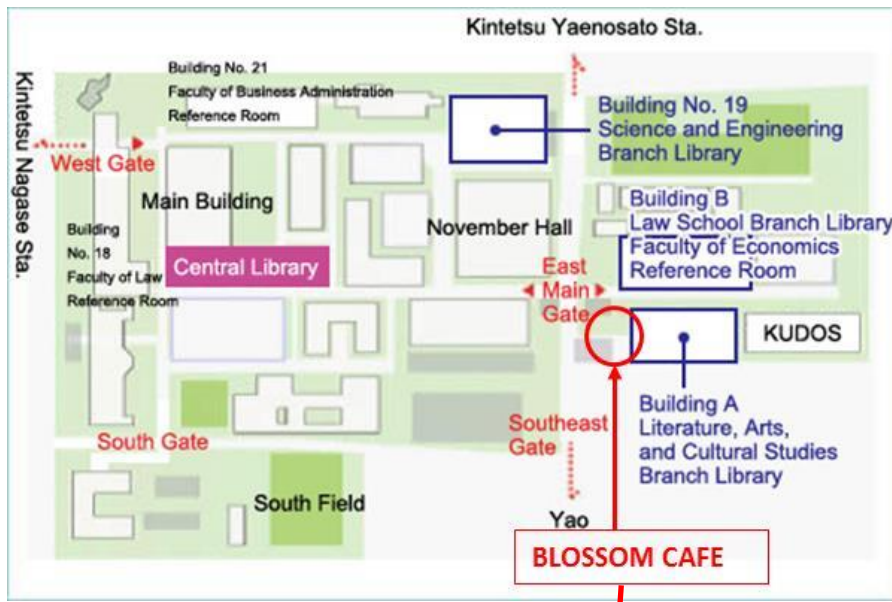 Kintetsu Yaenosato Sta.
Kintetsu Nagase Sta.
Building No. 21
Faculty of Business Administration
Reference Room
Building No. 19
Science and Engineering
Branch Library
West Gate
Main Building
November Hall
Building B
Law School Branch Library
Faculty of Economics
Reference Room
Building
No. 18
Faculty of Law
Reference Room
Central Library
East
Main
Gate
KUDOS
Building A
Literature, Arts,
and Cultural Studies
Branch Library
Southeast
Gate
South Gate
South Field
Yao
BLOSSOM CAFE